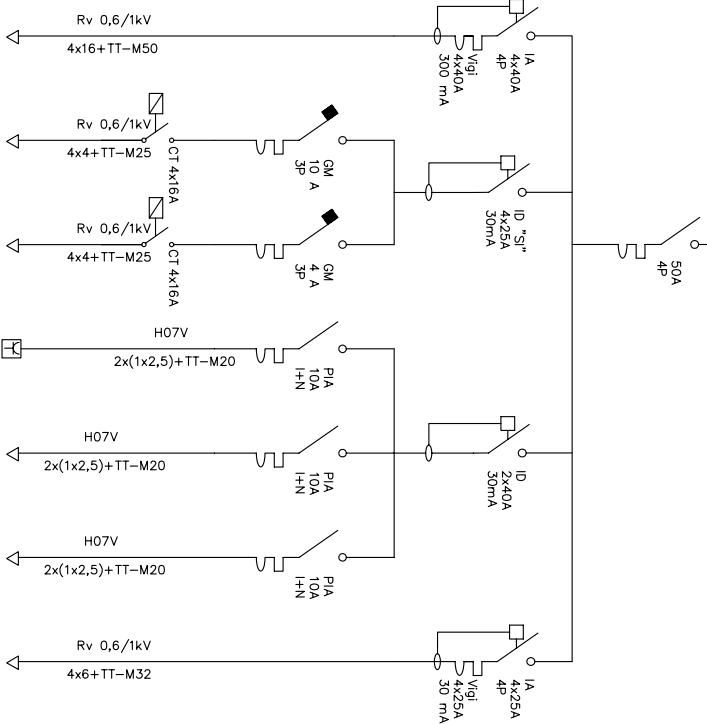 Rv 0,6/1kV
4x16+TT-M50
Vigi
4x40A
300 mA
IA
4x40A
4P
Rv 0,6/1kV
4x4+TT-M25
CT 4x16A
GM
10 A
3P
ID "SI"
4x25A
30mA
Rv 0,6/1kV
4x4+TT-M25
CT 4x16A
GM
4 A
3P
50A
4P
H07V
2x(1x2,5)+TT-M20
PIA
10A
I+N
H07V
2x(1x2,5)+TT-M20
PIA
10A
I+N
ID
2x40A
30mA
H07V
2x(1x2,5)+TT-M20
PIA
10A
I+N
Rv 0,6/1kV
4x6+TT-M32
Vigi
4x25A
30 mA
IA
4x25A
4P